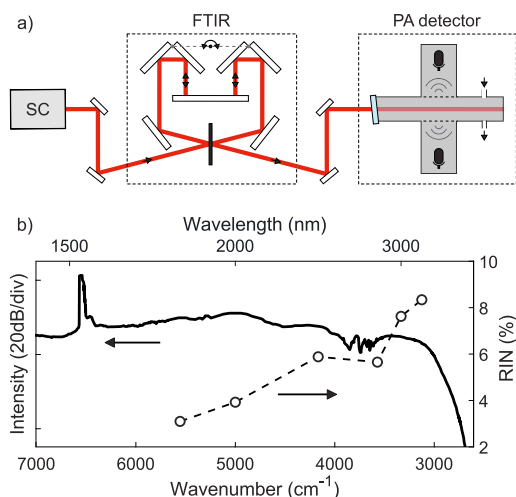 a)
FTIR
PA detector
SC
b)
Wavelength (nm)
1500
2000
3000
Intensity (20dB/div)
10
8
6
4
2
RIN (%)
7000
6000
5000
4000
3000
Wavenumber (cm⁻¹)